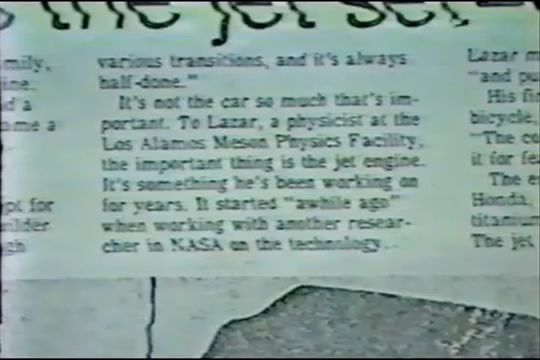 the jet set
mily,
ine.
d a
ame a
pt for
uilder
gh
various transitions, and it's always
half-done."
It's not the car so much that's im-
portant. To Lazar, a physicist at the
Los Alamos Meson Physics Facility,
the important thing is the jet engine.
It's something he's been working on
for years. It started "awhile ago"
when working with another resear-
cher in NASA on the technology.
Lazar m
"and pu
His fi
bicycle,
"The co
it for fe
The e
Honda,
titanium
The jet